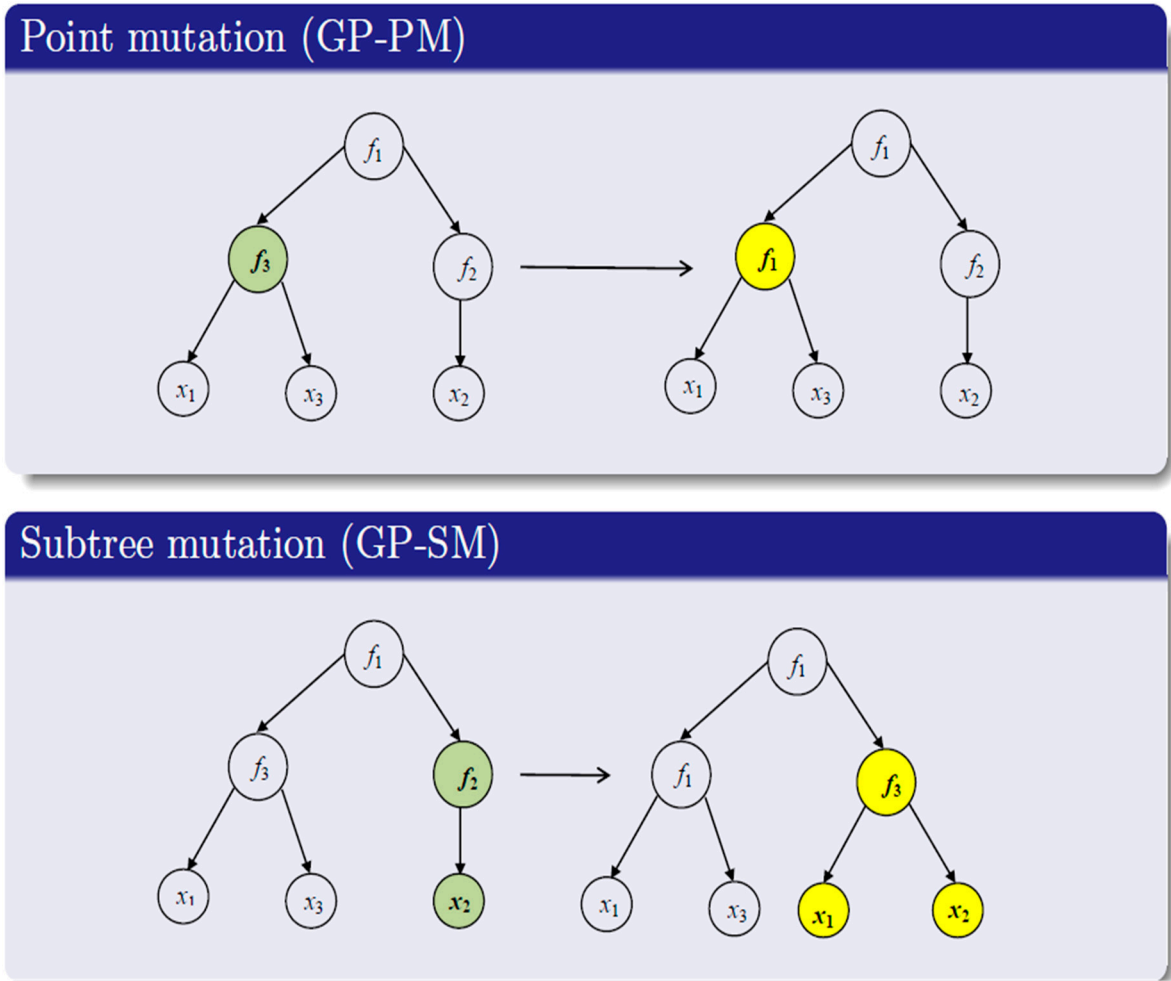 Point mutation (GP-PM)
f₁ f₁
f₃ f₂ f₁ f₂
x₁ x₃ x₂ x₁ x₃ x₂
Subtree mutation (GP-SM)
f₁ f₁
f₃ f₂ f₁ f₃
x₁ x₃ x₂ x₁ x₃ x₁ x₂